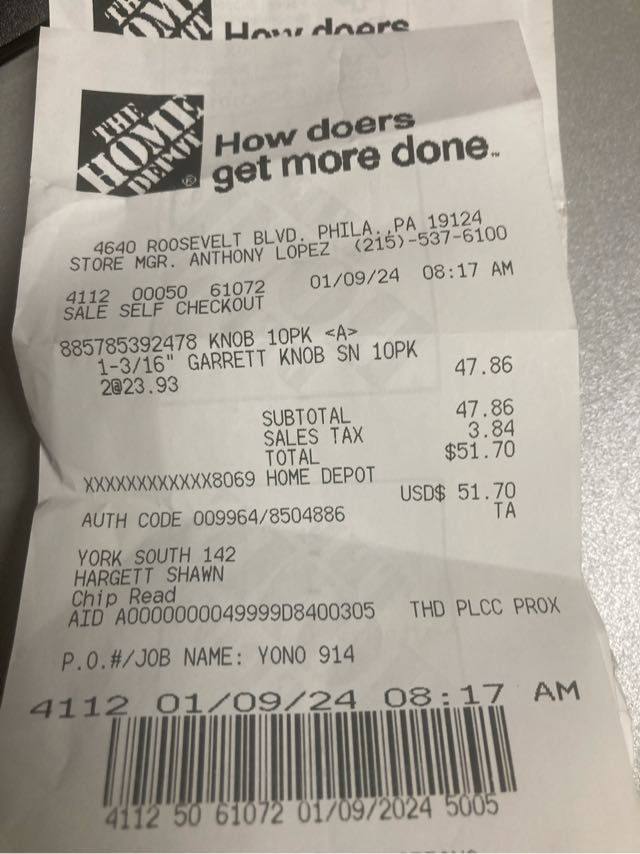 How doers
THE
HOME
DEPOT
®
How doers
get more done.™
4640 ROOSEVELT BLVD. PHILA., PA 19124
STORE MGR. ANTHONY LOPEZ (215)-537-6100
4112 00050 61072 01/09/24 08:17 AM
SALE SELF CHECKOUT
885785392478 KNOB 10PK <A>
1-3/16" GARRETT KNOB SN 10PK
2@23.93 47.86
SUBTOTAL 47.86
SALES TAX 3.84
TOTAL $51.70
XXXXXXXXXXXX8069 HOME DEPOT
USD$ 51.70
AUTH CODE 009964/8504886 TA
YORK SOUTH 142
HARGETT SHAWN
Chip Read
AID A0000000049999D8400305 THD PLCC PROX
P.O.#/JOB NAME: YONO 914
4112 01/09/24 08:17 AM
4112 50 61072 01/09/2024 5005